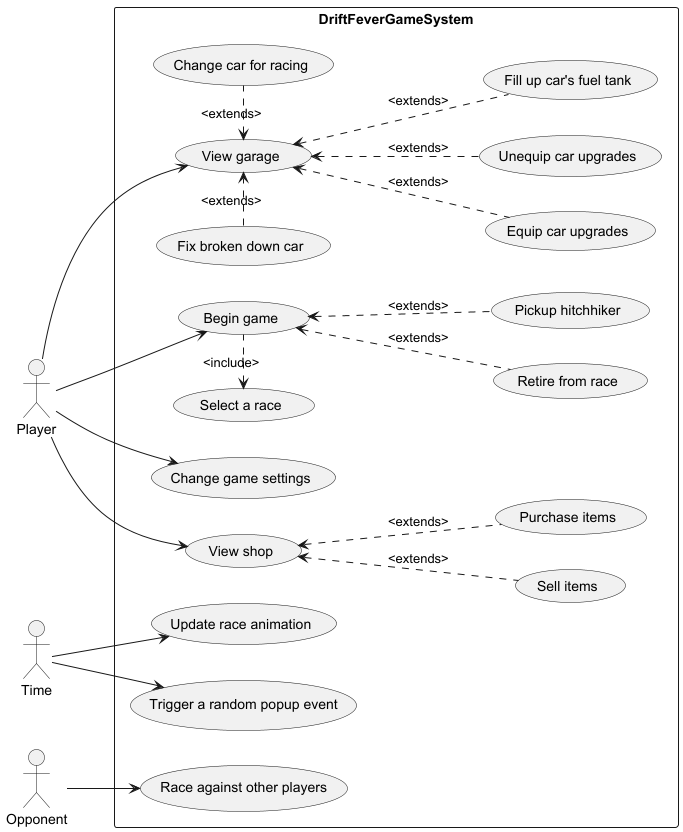 DriftFeverGameSystem
Change car for racing
Fill up car's fuel tank
<extends>
<extends>
View garage
<extends>
Unequip car upgrades
<extends>
<extends>
Fix broken down car
Equip car upgrades
Begin game
<extends>
Pickup hitchhiker
<extends>
<include>
Retire from race
Select a race
Player
Change game settings
View shop
<extends>
Purchase items
<extends>
Sell items
Update race animation
Time
Trigger a random popup event
Race against other players
Opponent